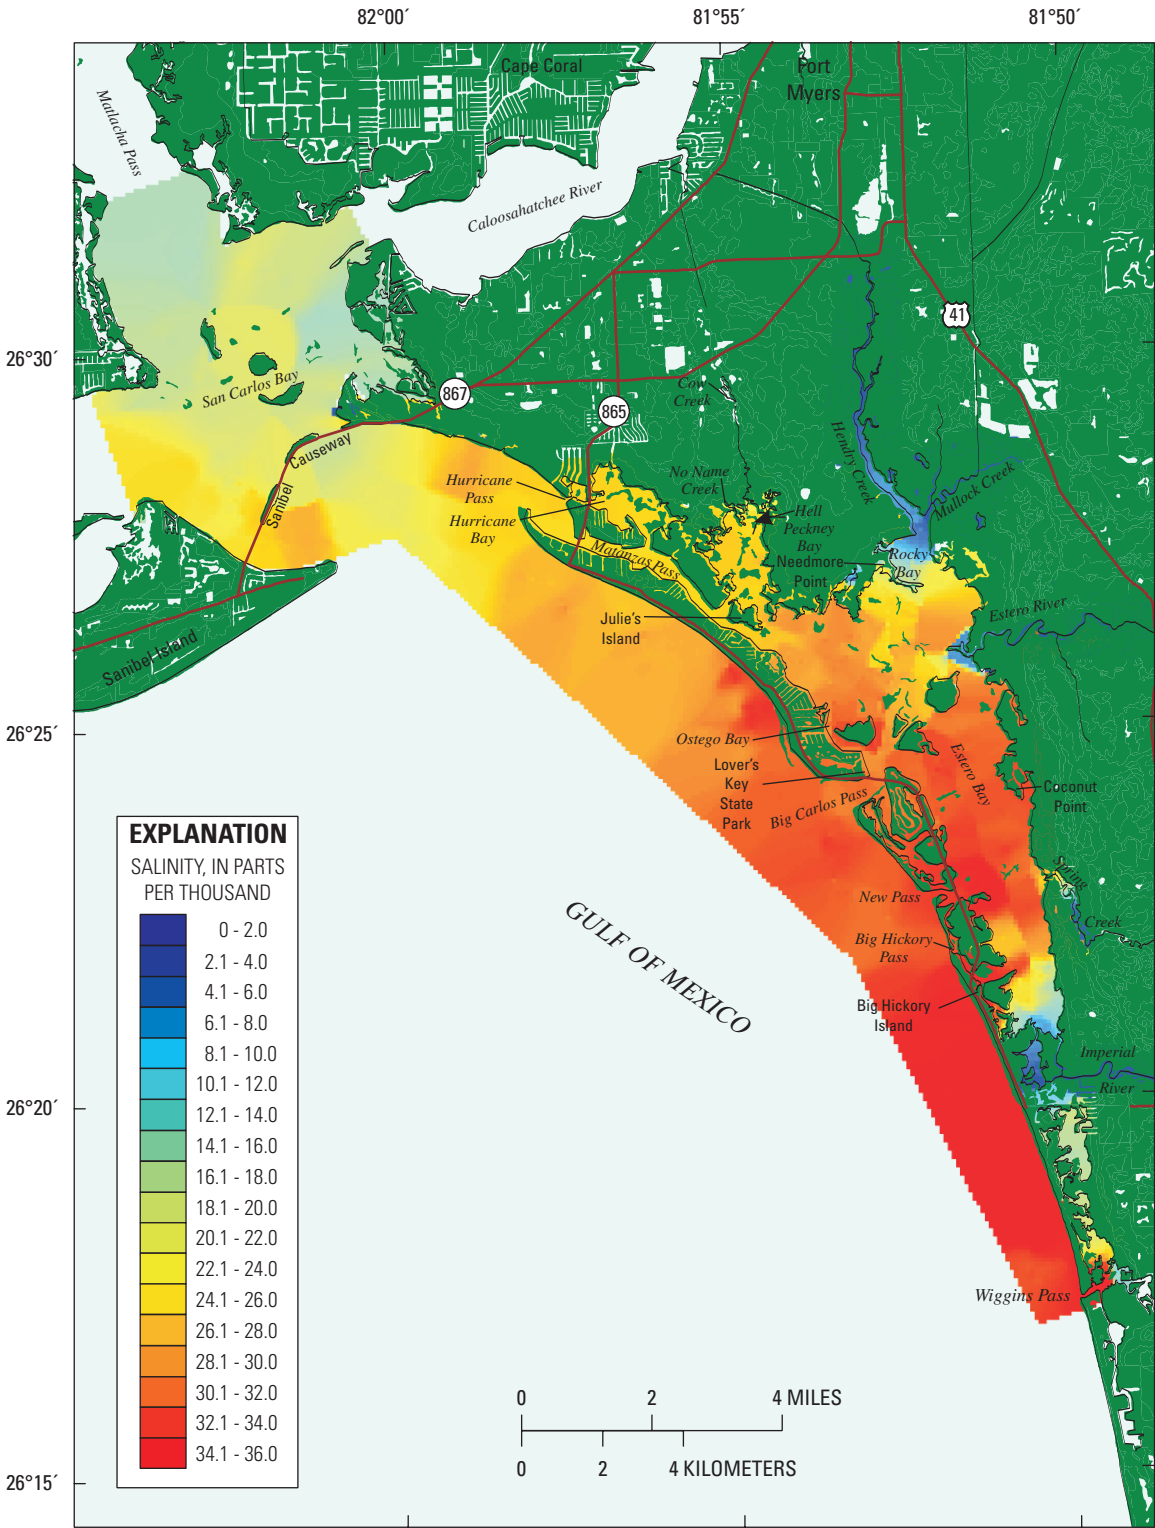 82°00´
81°55´
81°50´
26°30´
26°25´
26°20´
26°15´
Cape Coral
Fort
Myers
Matlacha Pass
Caloosahatchee River
41
San Carlos Bay
867
865
Cow
Creek
Hendry Creek
Mullock Creek
Sanibel
Causeway
Hurricane
Pass
Hurricane
Bay
No Name
Creek
Hell
Peckney
Bay
Needmore
Point
Rocky
Bay
Matanzas Pass
Julie's
Island
Estero River
Sanibel Island
Ostego Bay
Lover's
Key
State
Park
Big Carlos Pass
Estero Bay
Coconut
Point
Spring
Creek
New Pass
Big Hickory
Pass
Big Hickory
Island
Imperial
River
Wiggins Pass
GULF OF MEXICO
EXPLANATION
SALINITY, IN PARTS
PER THOUSAND
0 - 2.0
2.1 - 4.0
4.1 - 6.0
6.1 - 8.0
8.1 - 10.0
10.1 - 12.0
12.1 - 14.0
14.1 - 16.0
16.1 - 18.0
18.1 - 20.0
20.1 - 22.0
22.1 - 24.0
24.1 - 26.0
26.1 - 28.0
28.1 - 30.0
30.1 - 32.0
32.1 - 34.0
34.1 - 36.0
0 2 4 MILES
0 2 4 KILOMETERS